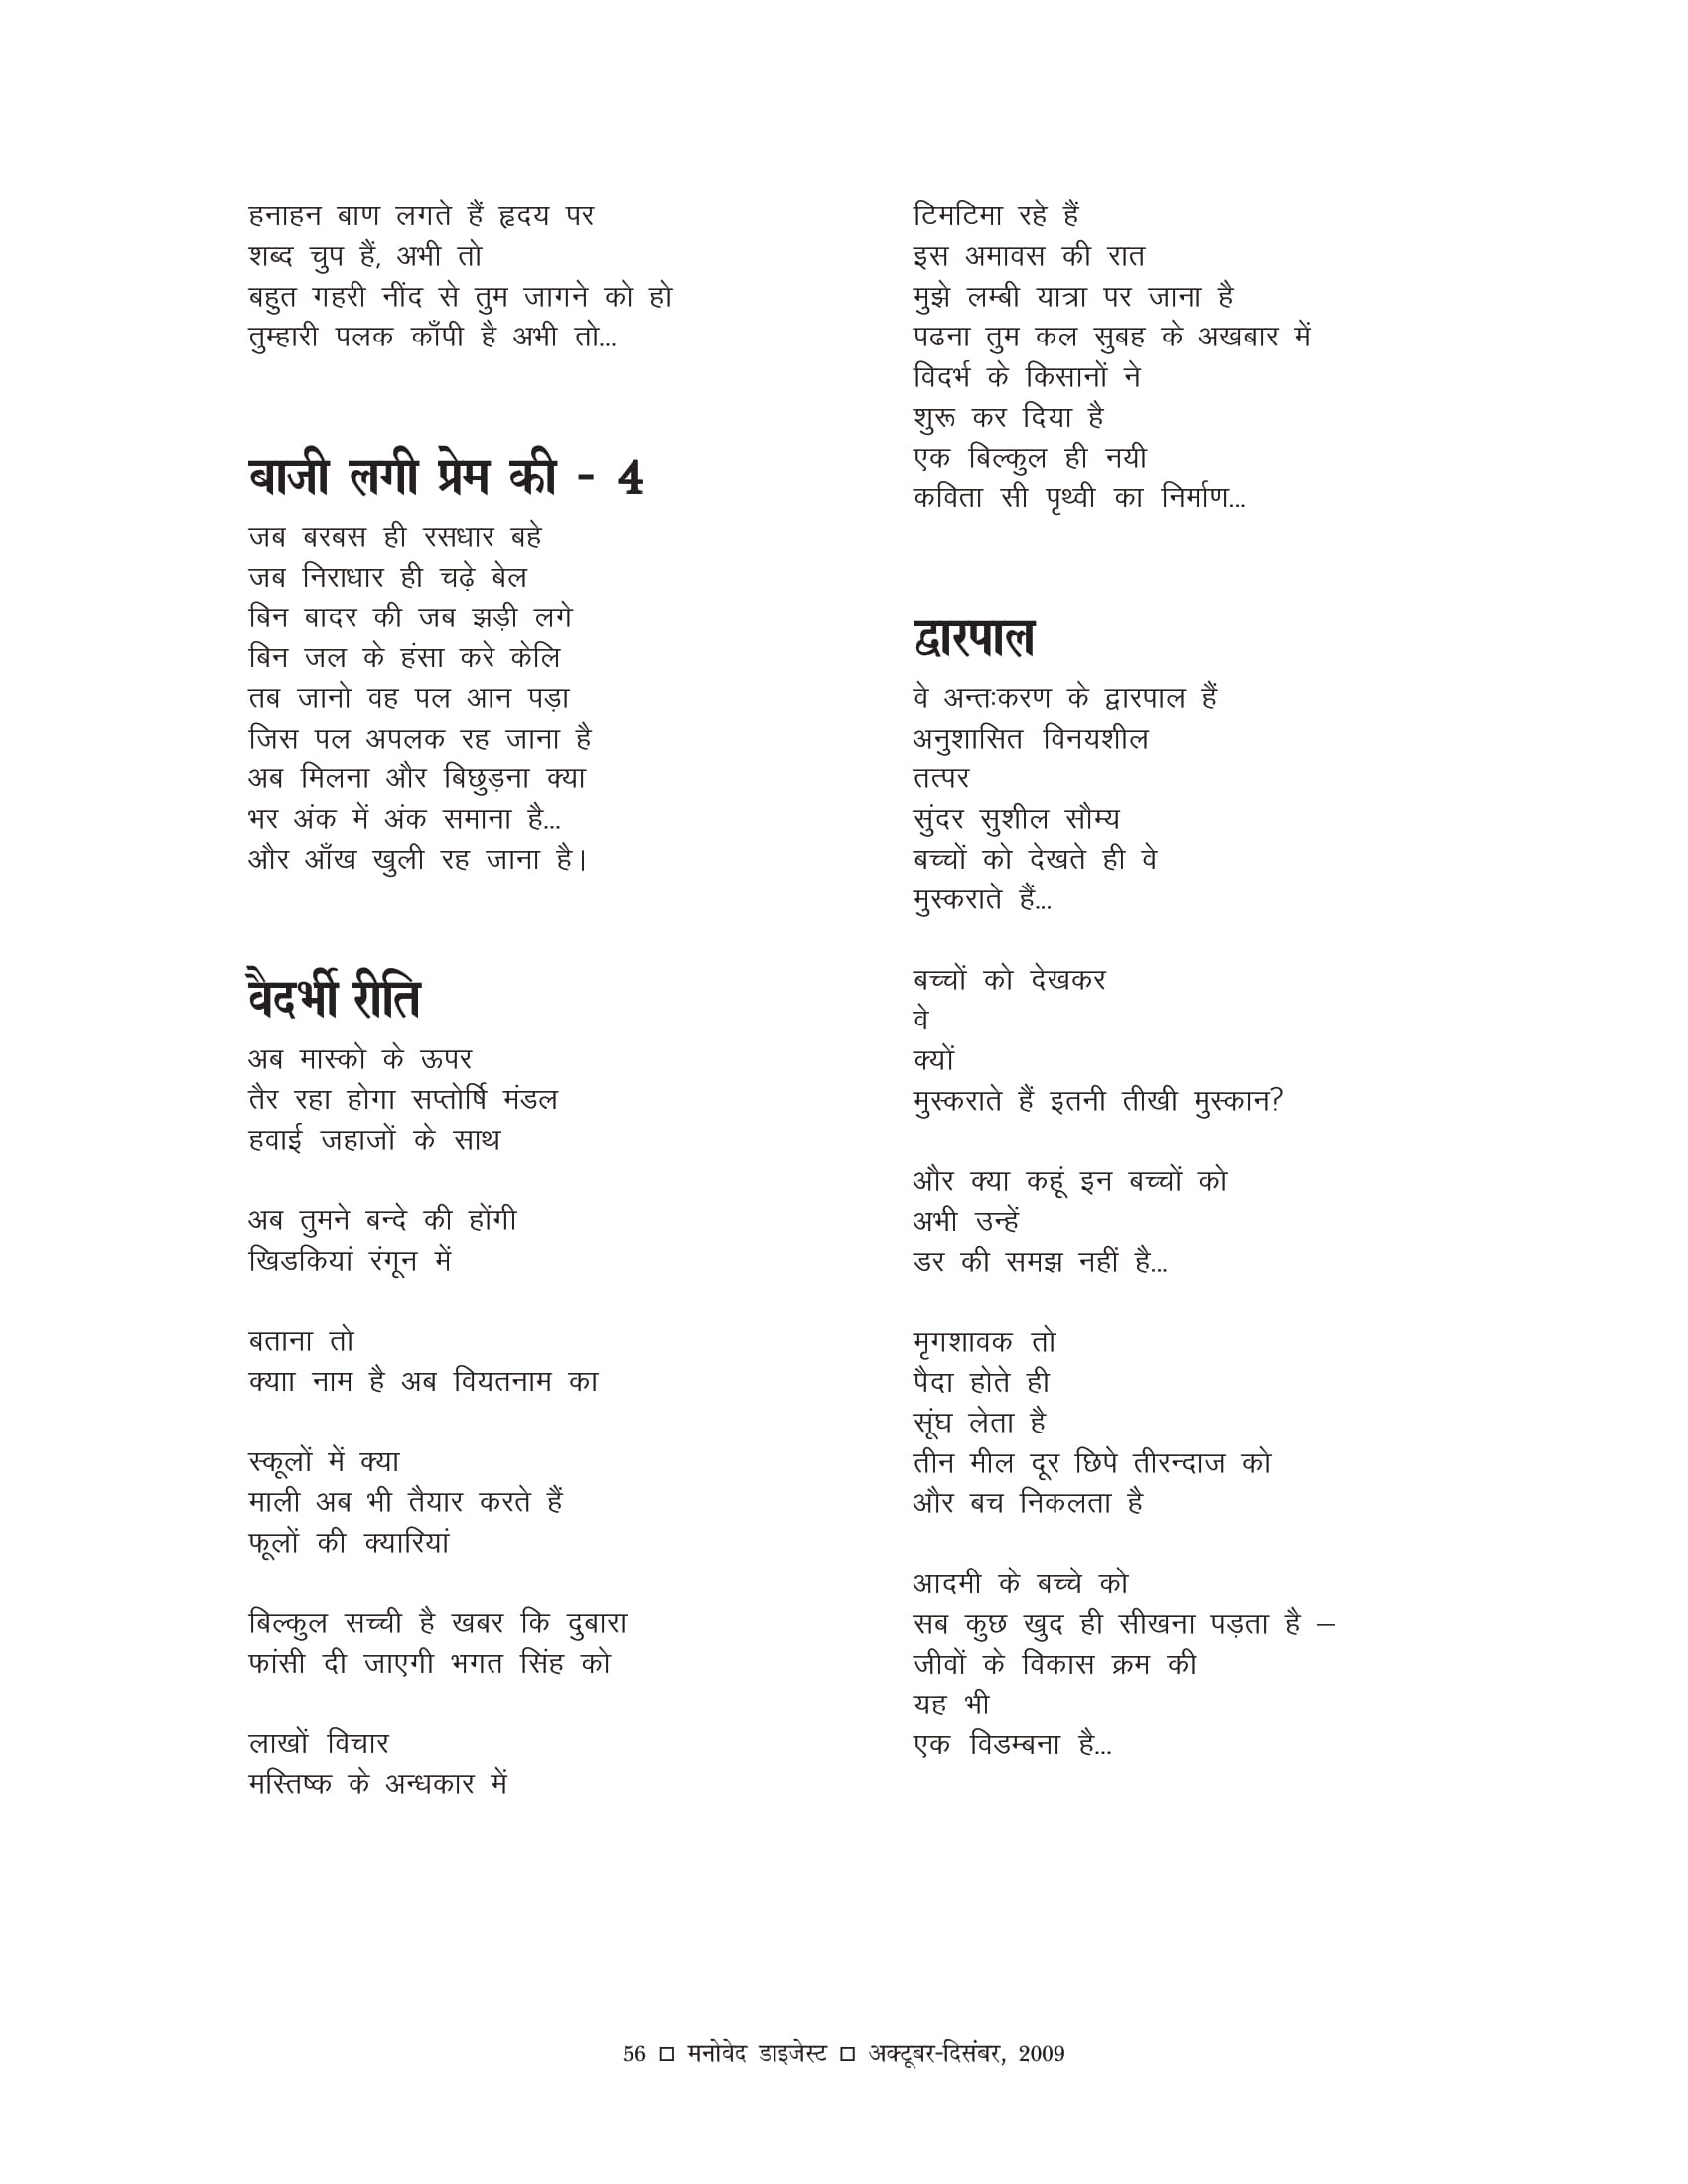 हनाहन बाण लगते हैं हृदय पर
शब्द चुप हैं, अभी तो
बहुत गहरी नींद से तुम जागने को हो
तुम्हारी पलक काँपी है अभी तो...
बाजी लगी प्रेम की - 4
जब बरबस ही रसधार बहे
जब निराधार ही चढ़े बेल
बिन बादर की जब झड़ी लगे
बिन जल के हंसा करे केलि
तब जानो वह पल आन पड़ा
जिस पल अपलक रह जाना है
अब मिलना और बिछुड़ना क्या
भर अंक में अंक समाना है...
और आँख खुली रह जाना है।
वैदर्भी रीति
अब मास्को के ऊपर
तैर रहा होगा सप्तोर्षि मंडल
हवाई जहाजों के साथ
अब तुमने बन्दे की होंगी
खिडकियां रंगून में
बताना तो
क्याा नाम है अब वियतनाम का
स्कूलों में क्या
माली अब भी तैयार करते हैं
फूलों की क्यारियां
बिल्कुल सच्ची है खबर कि दुबारा
फांसी दी जाएगी भगत सिंह को
लाखों विचार
मस्तिष्क के अन्धकार में
टिमटिमा रहे हैं
इस अमावस की रात
मुझे लम्बी यात्रा पर जाना है
पढना तुम कल सुबह के अखबार में
विदर्भ के किसानों ने
शुरू कर दिया है
एक बिल्कुल ही नयी
कविता सी पृथ्वी का निर्माण...
द्वारपाल
वे अन्तःकरण के द्वारपाल हैं
अनुशासित विनयशील
तत्पर
सुंदर सुशील सौम्य
बच्चों को देखते ही वे
मुस्कराते हैं...
बच्चों को देखकर
वे
क्यों
मुस्कराते हैं इतनी तीखी मुस्कान?
और क्या कहूं इन बच्चों को
अभी उन्हें
डर की समझ नहीं है...
मृगशावक तो
पैदा होते ही
सूंघ लेता है
तीन मील दूर छिपे तीरन्दाज को
और बच निकलता है
आदमी के बच्चे को
सब कुछ खुद ही सीखना पड़ता है –
जीवों के विकास क्रम की
यह भी
एक विडम्बना है...
56 □ मनोवेद डाइजेस्ट □ अक्टूबर-दिसंबर, 2009